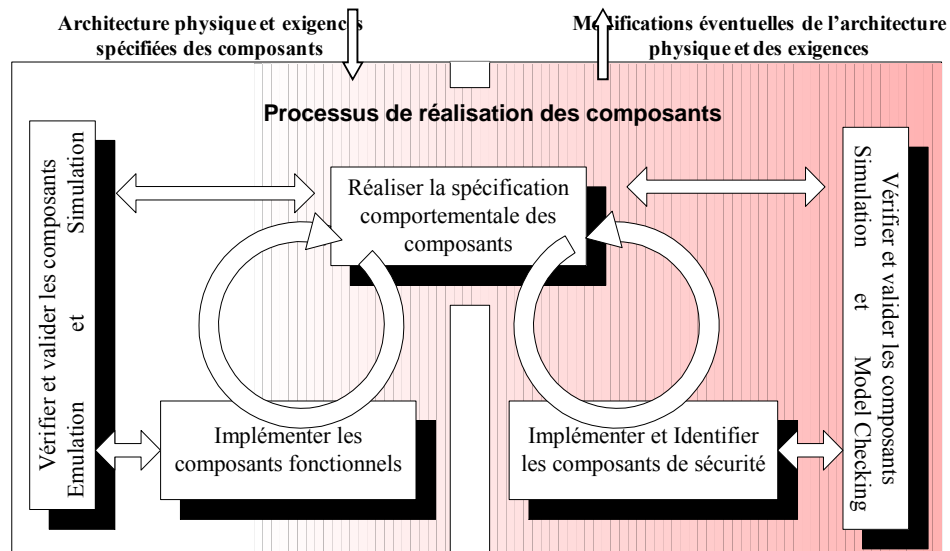 Architecture physique et exigences
spécifiées des composants
Modifications éventuelles de l'architecture
physique et des exigences
Processus de réalisation des composants
Vérifier et valider les composants
Emulation et Simulation
Réaliser la spécification
comportementale des
composants
Vérifier et valider les composants
Simulation et Model Checking
Implémenter les
composants fonctionnels
Implémenter et Identifier
les composants de sécurité